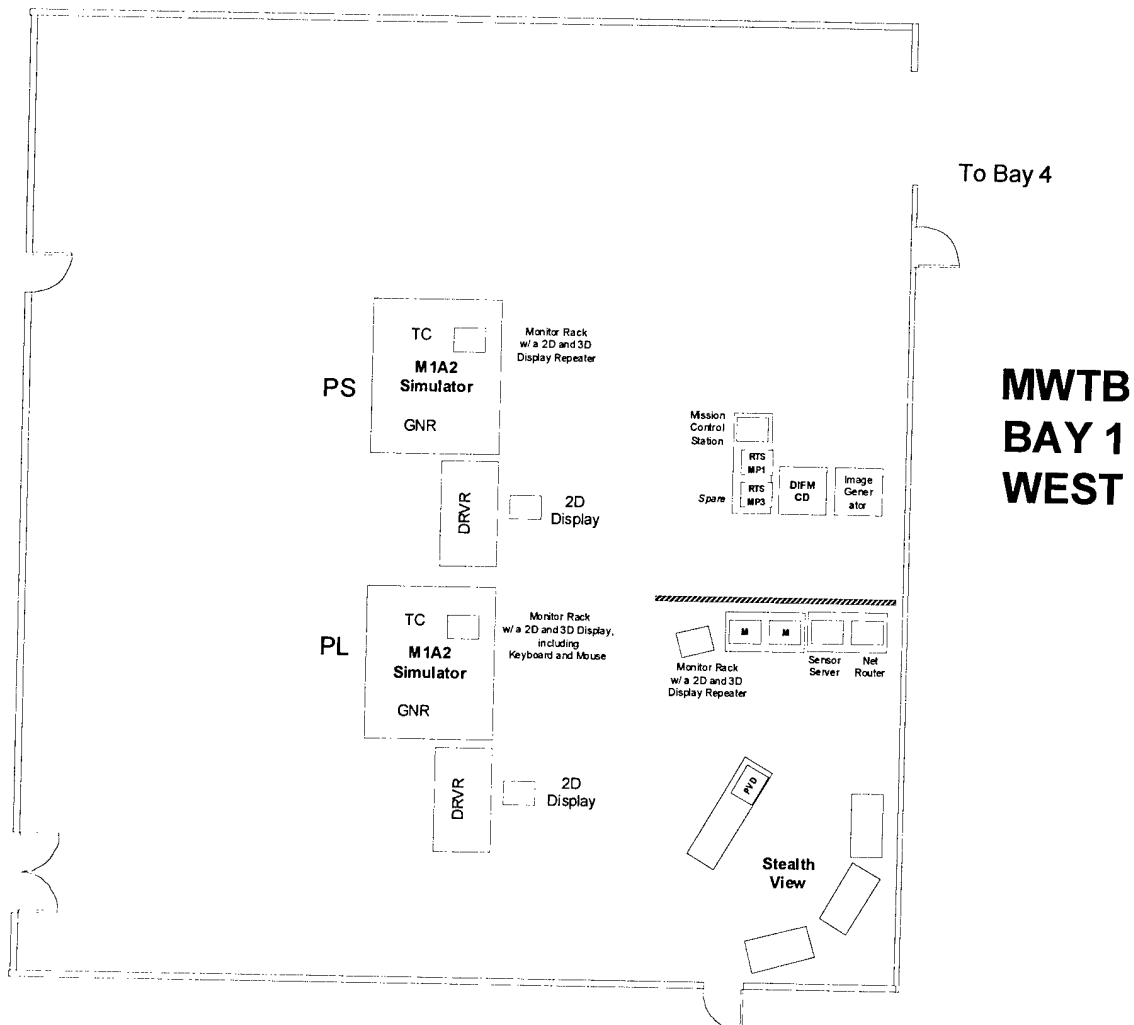 To Bay 4
MWTB
BAY 1
WEST
PS
TC
M1A2
Simulator
GNR
Monitor Rack
w/ a 2D and 3D
Display Repeater
DRVR
2D
Display
Mission
Control
Station
RTS
MP1
Spare
RTS
MP3
DIFM
CD
Image
Gener
ator
PL
TC
M1A2
Simulator
GNR
Monitor Rack
w/a 2D and 3D Display,
including
Keyboard and Mouse
DRVR
2D
Display
M
M
Sensor
Server
Net
Router
Monitor Rack
w/ a 2D and 3D
Display Repeater
PVD
Stealth
View